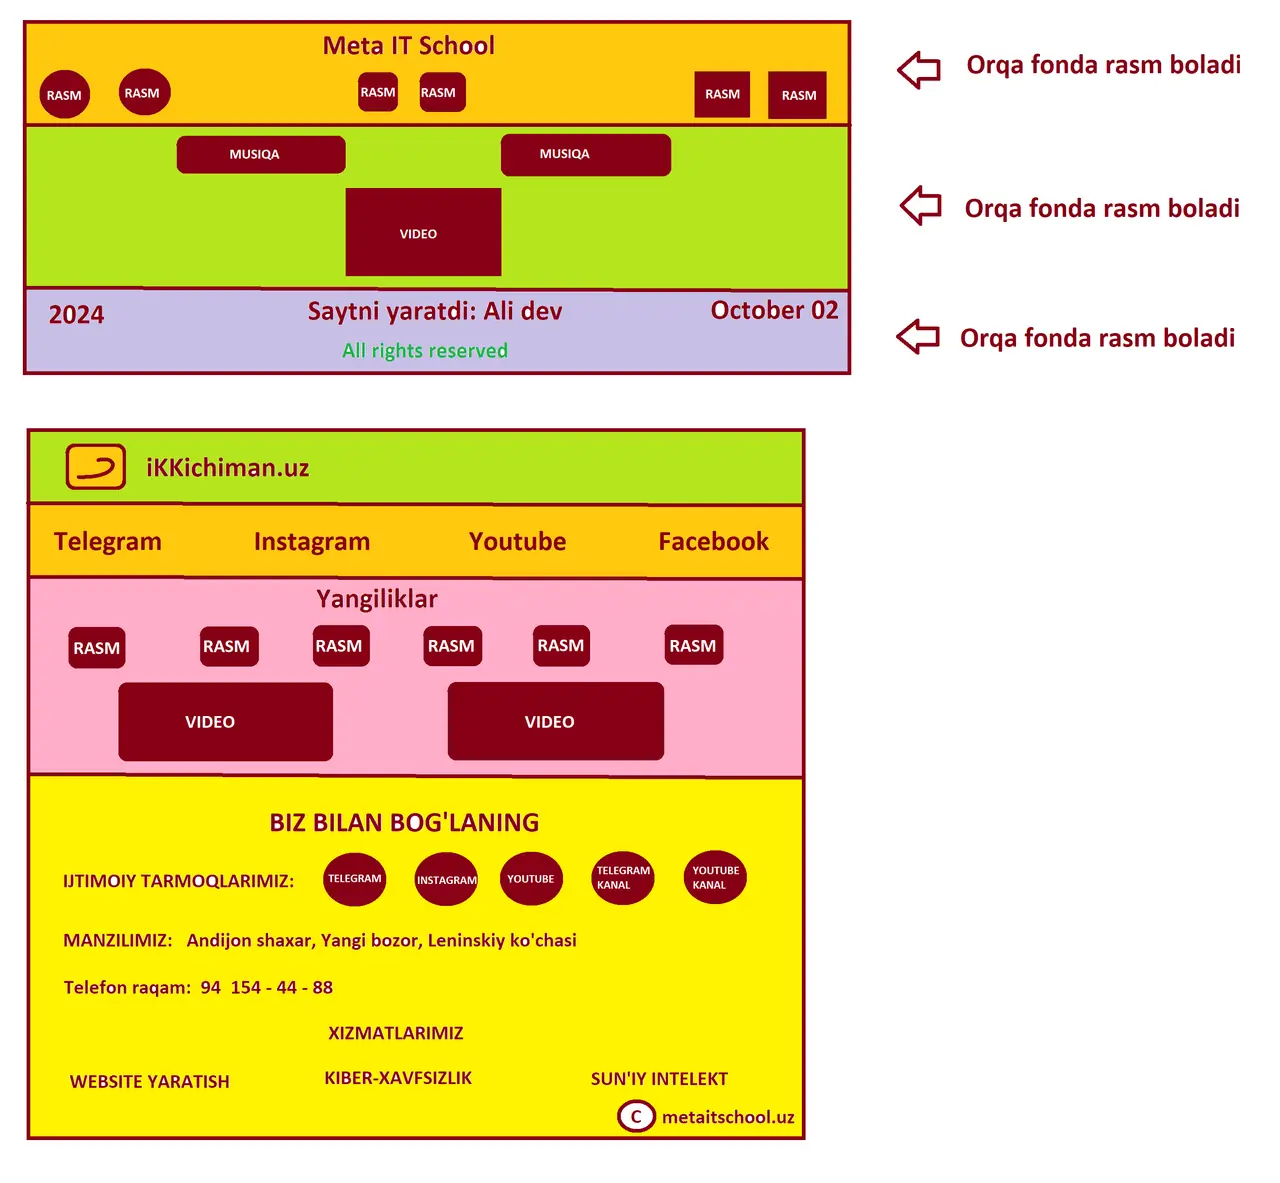 Meta IT School
RASM RASM RASM RASM RASM RASM
Orqa fonda rasm boladi
MUSIQA MUSIQA
VIDEO
Orqa fonda rasm boladi
2024 Saytni yaratdi: Ali dev October 02
All rights reserved
Orqa fonda rasm boladi
iKKichiman.uz
Telegram Instagram Youtube Facebook
Yangiliklar
RASM RASM RASM RASM RASM RASM
VIDEO VIDEO
BIZ BILAN BOG'LANING
IJTIMOIY TARMOQLARIMIZ: TELEGRAM INSTAGRAM YOUTUBE TELEGRAM KANAL YOUTUBE KANAL
MANZILIMIZ: Andijon shaxar, Yangi bozor, Leninskiy ko'chasi
Telefon raqam: 94 154 - 44 - 88
XIZMATLARIMIZ
WEBSITE YARATISH KIBER-XAVFSIZLIK SUN'IY INTELEKT
C metaitschool.uz